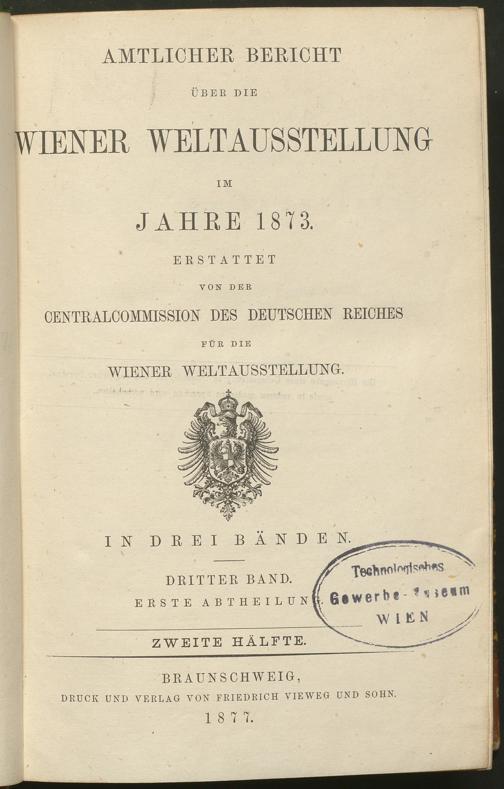 AMTLICHER BERICHT
ÜBER DIE
WIENER WELTAUSSTELLUNG
IM
JAHRE 1873.
ERSTATTET
VON DER
CENTRALCOMMISSION DES DEUTSCHEN REICHES
FÜR DIE
WIENER WELTAUSSTELLUNG.
IN DREI BÄNDEN.
DRITTER BAND.
ERSTE ABTHEILUNG.
Technologisches
Gewerbe-Museum
WIEN
ZWEITE HÄLFTE.
BRAUNSCHWEIG,
DRUCK UND VERLAG VON FRIEDRICH VIEWEG UND SOHN.
1877.